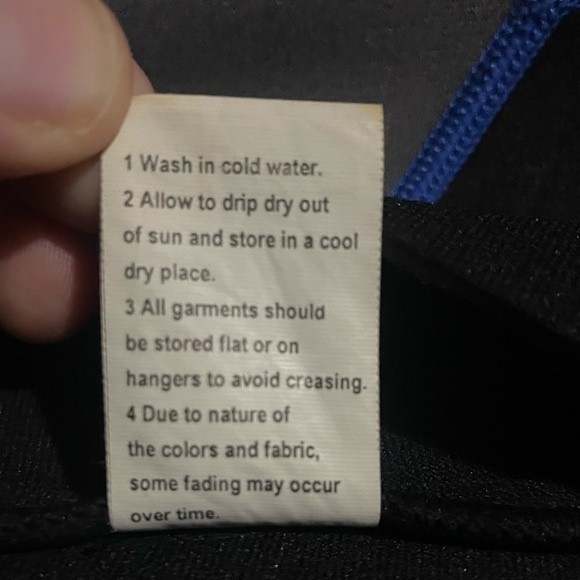 1 Wash in cold water.
2 Allow to drip dry out
of sun and store in a cool
dry place.
3 All garments should
be stored flat or on
hangers to avoid creasing.
4 Due to nature of
the colors and fabric,
some fading may occur
over time.